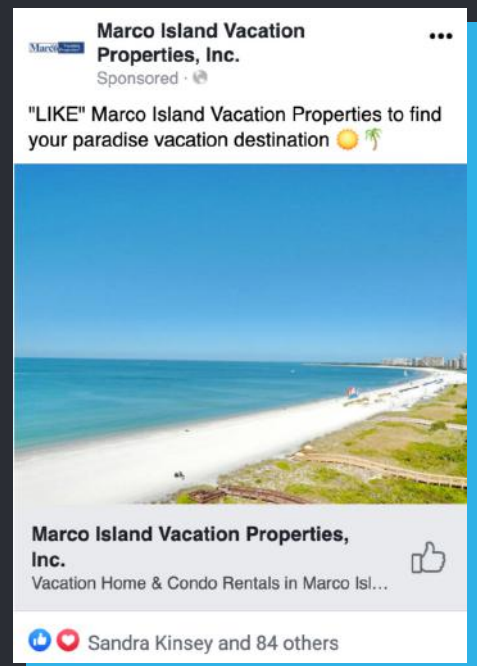 Marco
Marco Island Vacation
Properties, Inc.
Sponsored ·
"LIKE" Marco Island Vacation Properties to find
your paradise vacation destination ☀️ 🌴
Marco Island Vacation Properties,
Inc.
Vacation Home & Condo Rentals in Marco Isl...
Sandra Kinsey and 84 others